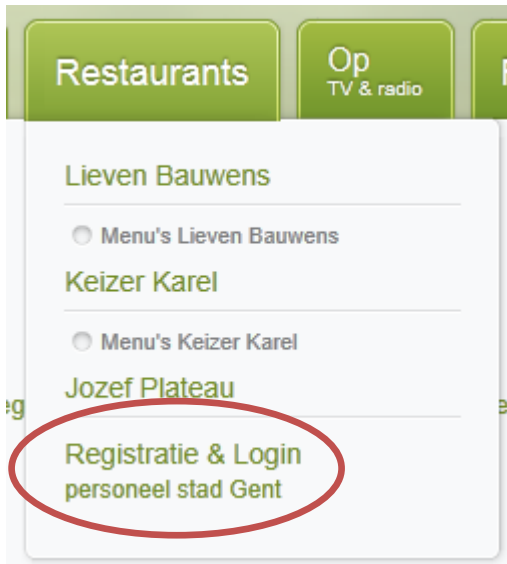 Restaurants
Op
TV & radio
Lieven Bauwens
Menu's Lieven Bauwens
Keizer Karel
Menu's Keizer Karel
Jozef Plateau
Registratie & Login
personeel stad Gent